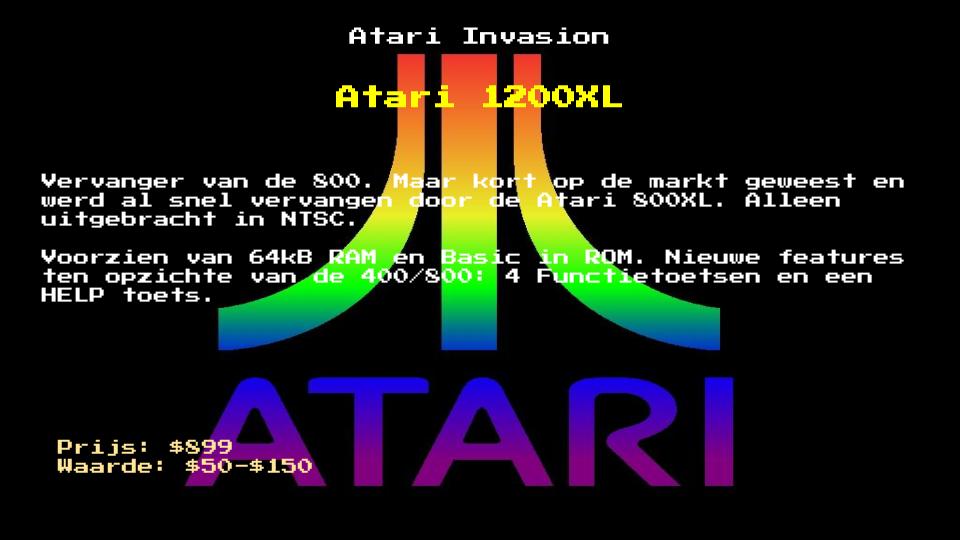 Atari Invasion
Atari 1200XL
Vervanger van de 800. Maar kort op de markt geweest en
werd al snel vervangen door de Atari 800XL. Alleen
uitgebracht in NTSC.
Voorzien van 64kB RAM en Basic in ROM. Nieuwe features
ten opzichte van de 400/800: 4 Functietoetsen en een
HELP toets.
ATARI
Prijs: $899
Waarde: $50-$150